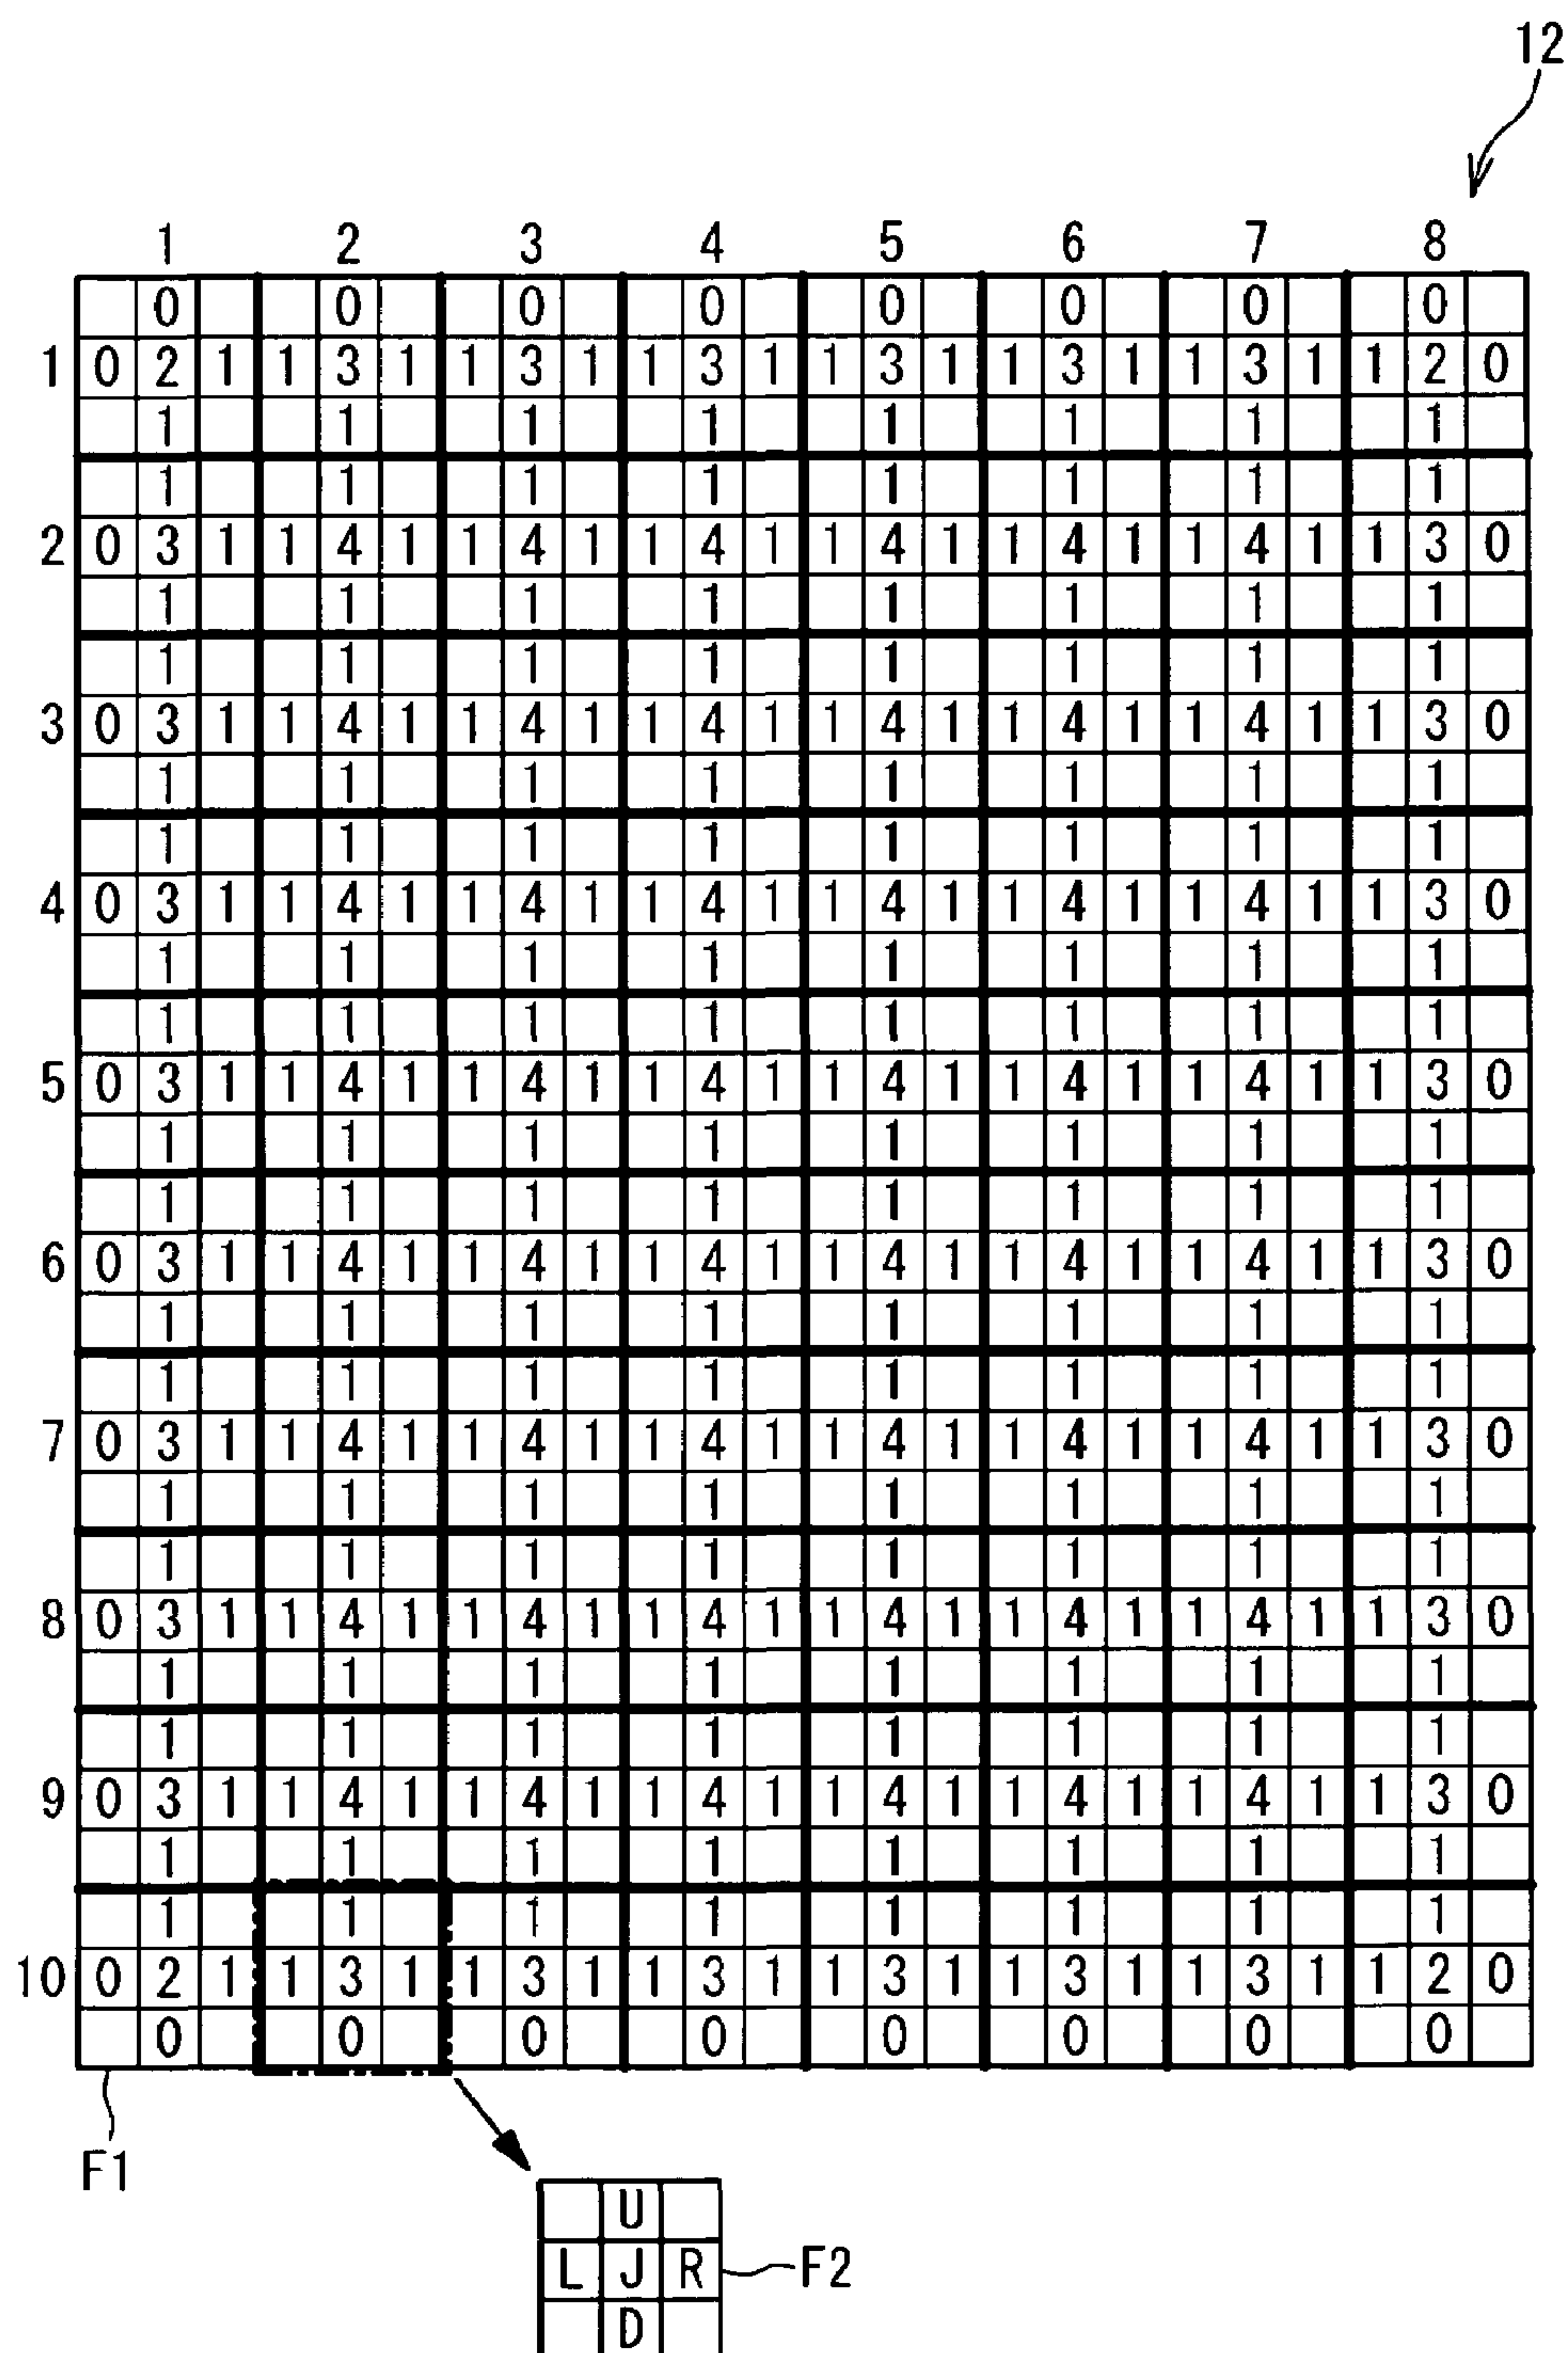 12
1 2 3 4 5 6 7 8
0 0 0 0 0 0 0 0
1 0 2 1 1 3 1 1 3 1 1 3 1 1 3 1 1 3 1 1 3 1 1 2 0
1 1 1 1 1 1 1 1
1 1 1 1 1 1 1 1
2 0 3 1 1 4 1 1 4 1 1 4 1 1 4 1 1 4 1 1 4 1 1 3 0
1 1 1 1 1 1 1 1
1 1 1 1 1 1 1 1
3 0 3 1 1 4 1 1 4 1 1 4 1 1 4 1 1 4 1 1 4 1 1 3 0
1 1 1 1 1 1 1 1
1 1 1 1 1 1 1 1
4 0 3 1 1 4 1 1 4 1 1 4 1 1 4 1 1 4 1 1 4 1 1 3 0
1 1 1 1 1 1 1 1
1 1 1 1 1 1 1 1
5 0 3 1 1 4 1 1 4 1 1 4 1 1 4 1 1 4 1 1 4 1 1 3 0
1 1 1 1 1 1 1 1
1 1 1 1 1 1 1 1
6 0 3 1 1 4 1 1 4 1 1 4 1 1 4 1 1 4 1 1 4 1 1 3 0
1 1 1 1 1 1 1 1
1 1 1 1 1 1 1 1
7 0 3 1 1 4 1 1 4 1 1 4 1 1 4 1 1 4 1 1 4 1 1 3 0
1 1 1 1 1 1 1 1
1 1 1 1 1 1 1 1
8 0 3 1 1 4 1 1 4 1 1 4 1 1 4 1 1 4 1 1 4 1 1 3 0
1 1 1 1 1 1 1 1
1 1 1 1 1 1 1 1
9 0 3 1 1 4 1 1 4 1 1 4 1 1 4 1 1 4 1 1 4 1 1 3 0
1 1 1 1 1 1 1 1
1 1 1 1 1 1 1 1
10 0 2 1 1 3 1 1 3 1 1 3 1 1 3 1 1 3 1 1 3 1 1 2 0
0 0 0 0 0 0 0 0
F1
U
L J R F2
D